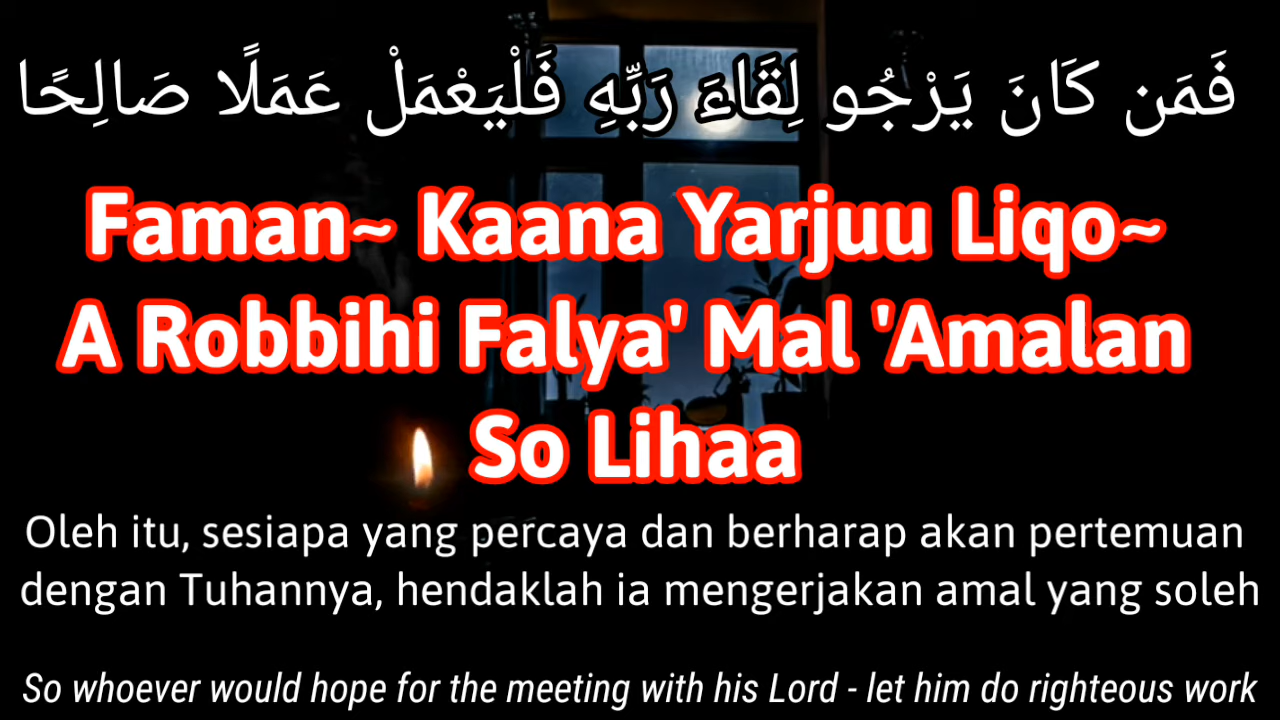 فَمَن كَانَ يَرْجُو لِقَاءَ رَبِّهِ فَلْيَعْمَلْ عَمَلًا صَالِحًا
Faman~ Kaana Yarjuu Liqo~
A Robbihi Falya' Mal 'Amalan
So Lihaa
Oleh itu, sesiapa yang percaya dan berharap akan pertemuan
dengan Tuhannya, hendaklah ia mengerjakan amal yang soleh
So whoever would hope for the meeting with his Lord - let him do righteous work